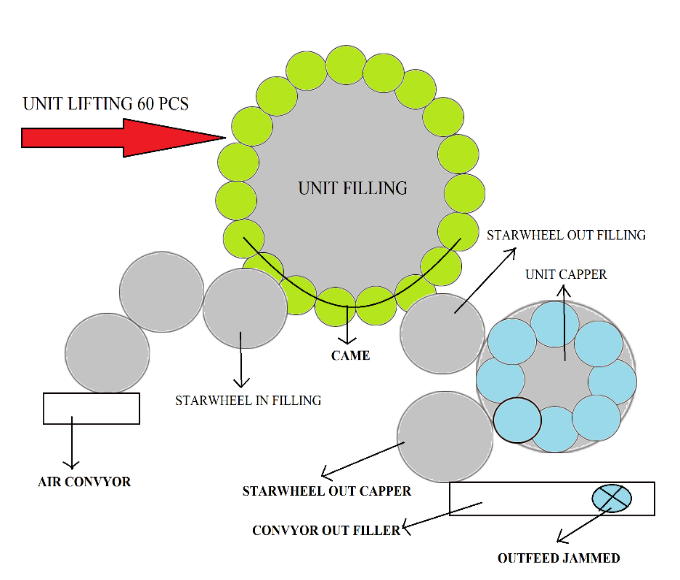 UNIT LIFTING 60 PCS
UNIT FILLING
STARWHEEL OUT FILLING
UNIT CAPPER
CAME
STARWHEEL IN FILLING
AIR CONVYOR
STARWHEEL OUT CAPPER
CONVYOR OUT FILLER
OUTFEED JAMMED